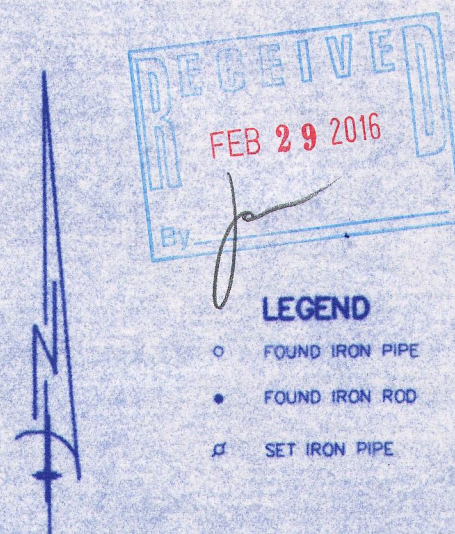 RECEIVED
FEB 29 2016
By
N
LEGEND
FOUND IRON PIPE
FOUND IRON ROD
SET IRON PIPE